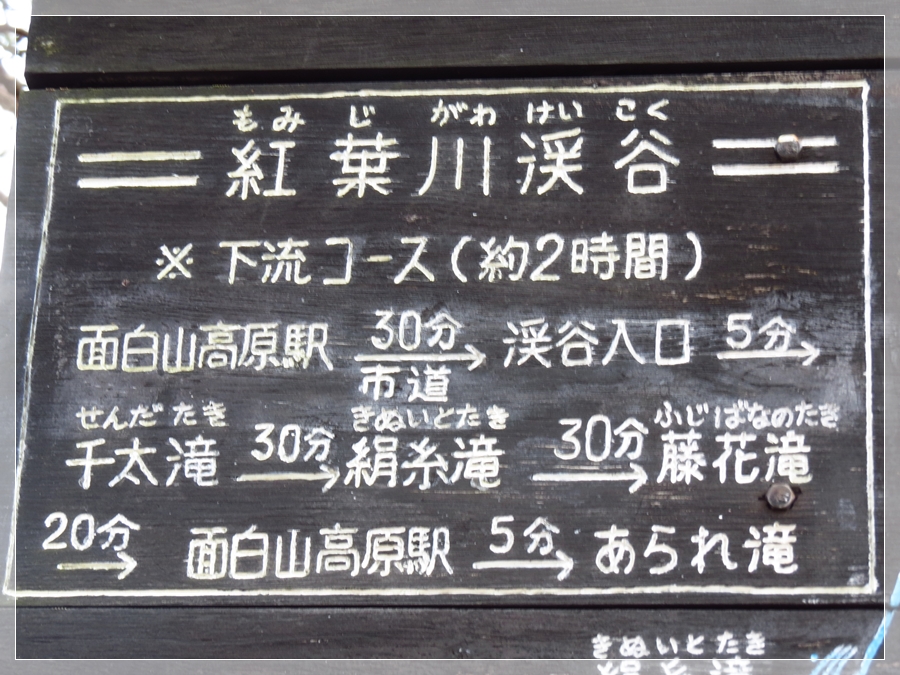 もみじがわけいこく
紅葉川渓谷
※下流コース(約2時間)
面白山高原駅 30分 → 渓谷入口 5分 →
市道
せんだたき きぬいとたき ふじばなのたき
千太滝 30分 → 絹糸滝 30分 → 藤花滝
20分 → 面白山高原駅 5分 → あられ滝
きぬいとたき
絹糸滝